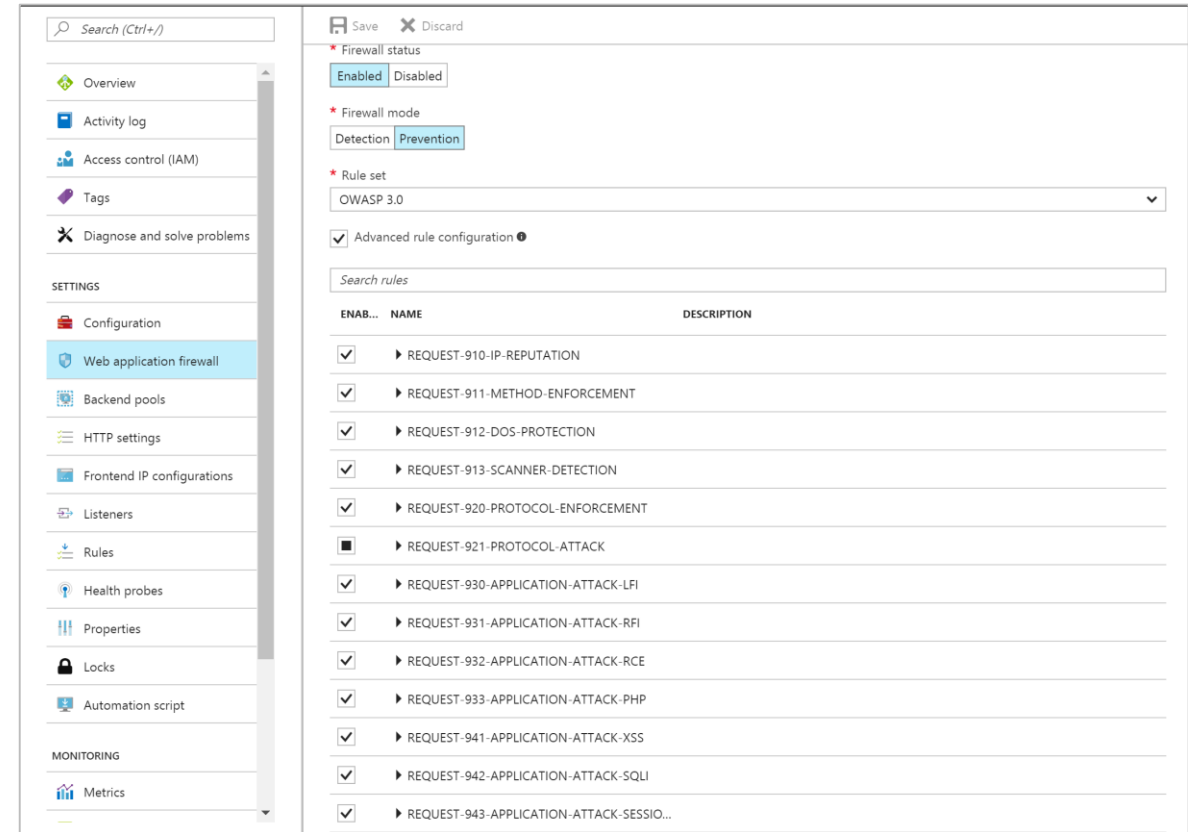 Search (Ctrl+/)
Overview
Activity log
Access control (IAM)
Tags
Diagnose and solve problems
SETTINGS
Configuration
Web application firewall
Backend pools
HTTP settings
Frontend IP configurations
Listeners
Rules
Health probes
Properties
Locks
Automation script
MONITORING
Metrics
Save Discard
* Firewall status
Enabled Disabled
* Firewall mode
Detection Prevention
* Rule set
OWASP 3.0
Advanced rule configuration
Search rules
ENAB... NAME DESCRIPTION
REQUEST-910-IP-REPUTATION
REQUEST-911-METHOD-ENFORCEMENT
REQUEST-912-DOS-PROTECTION
REQUEST-913-SCANNER-DETECTION
REQUEST-920-PROTOCOL-ENFORCEMENT
REQUEST-921-PROTOCOL-ATTACK
REQUEST-930-APPLICATION-ATTACK-LFI
REQUEST-931-APPLICATION-ATTACK-RFI
REQUEST-932-APPLICATION-ATTACK-RCE
REQUEST-933-APPLICATION-ATTACK-PHP
REQUEST-941-APPLICATION-ATTACK-XSS
REQUEST-942-APPLICATION-ATTACK-SQLI
REQUEST-943-APPLICATION-ATTACK-SESSIO...